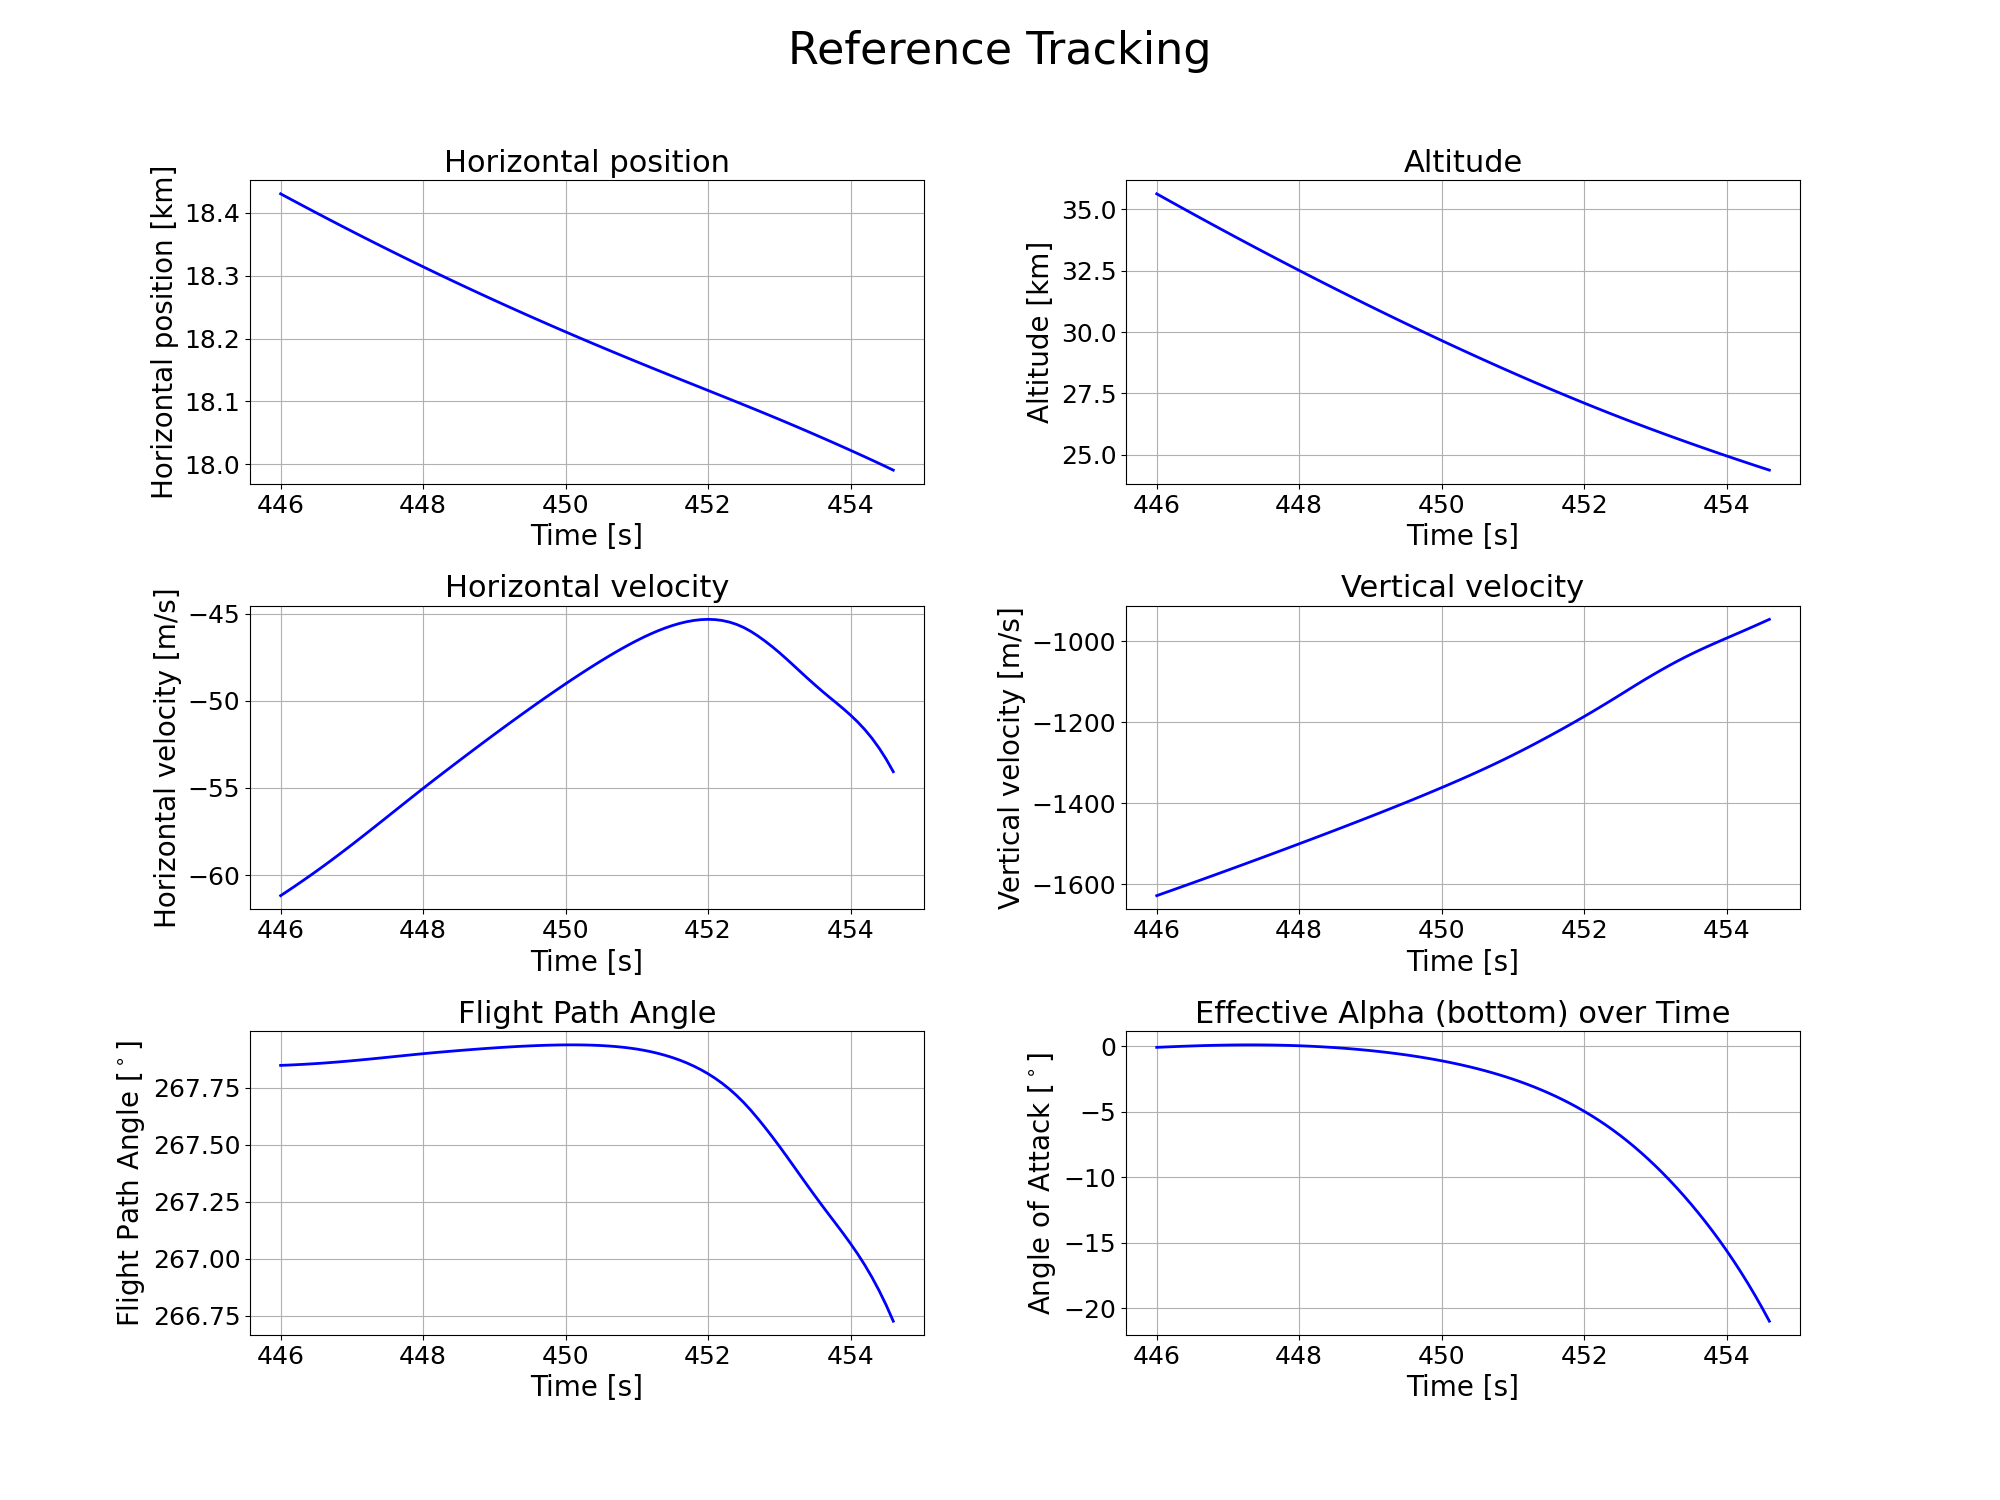 Reference Tracking
Horizontal position
Horizontal position [km]
18.4
18.3
18.2
18.1
18.0
446 448 450 452 454
Time [s]
Altitude
Altitude [km]
35.0
32.5
30.0
27.5
25.0
446 448 450 452 454
Time [s]
Horizontal velocity
Horizontal velocity [m/s]
−45
−50
−55
−60
446 448 450 452 454
Time [s]
Vertical velocity
Vertical velocity [m/s]
−1000
−1200
−1400
−1600
446 448 450 452 454
Time [s]
Flight Path Angle
Flight Path Angle [°]
267.75
267.50
267.25
267.00
266.75
446 448 450 452 454
Time [s]
Effective Alpha (bottom) over Time
Angle of Attack [°]
0
−5
−10
−15
−20
446 448 450 452 454
Time [s]